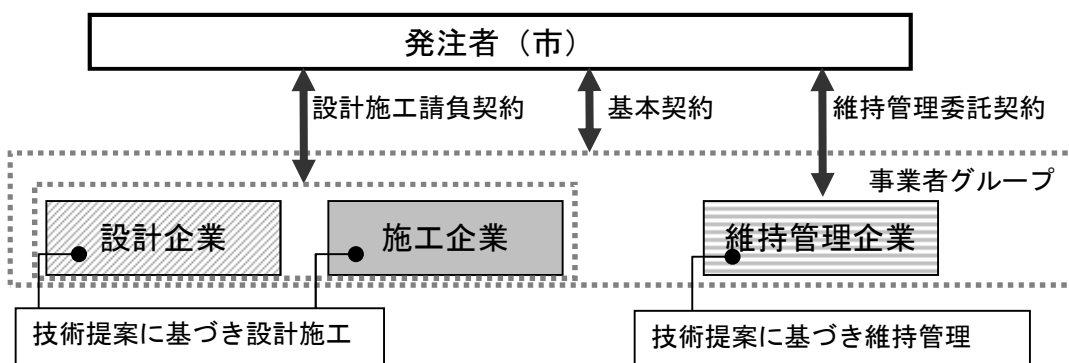 発注者（市）
設計施工請負契約
基本契約
維持管理委託契約
事業者グループ
設計企業
施工企業
維持管理企業
技術提案に基づき設計施工
技術提案に基づき維持管理